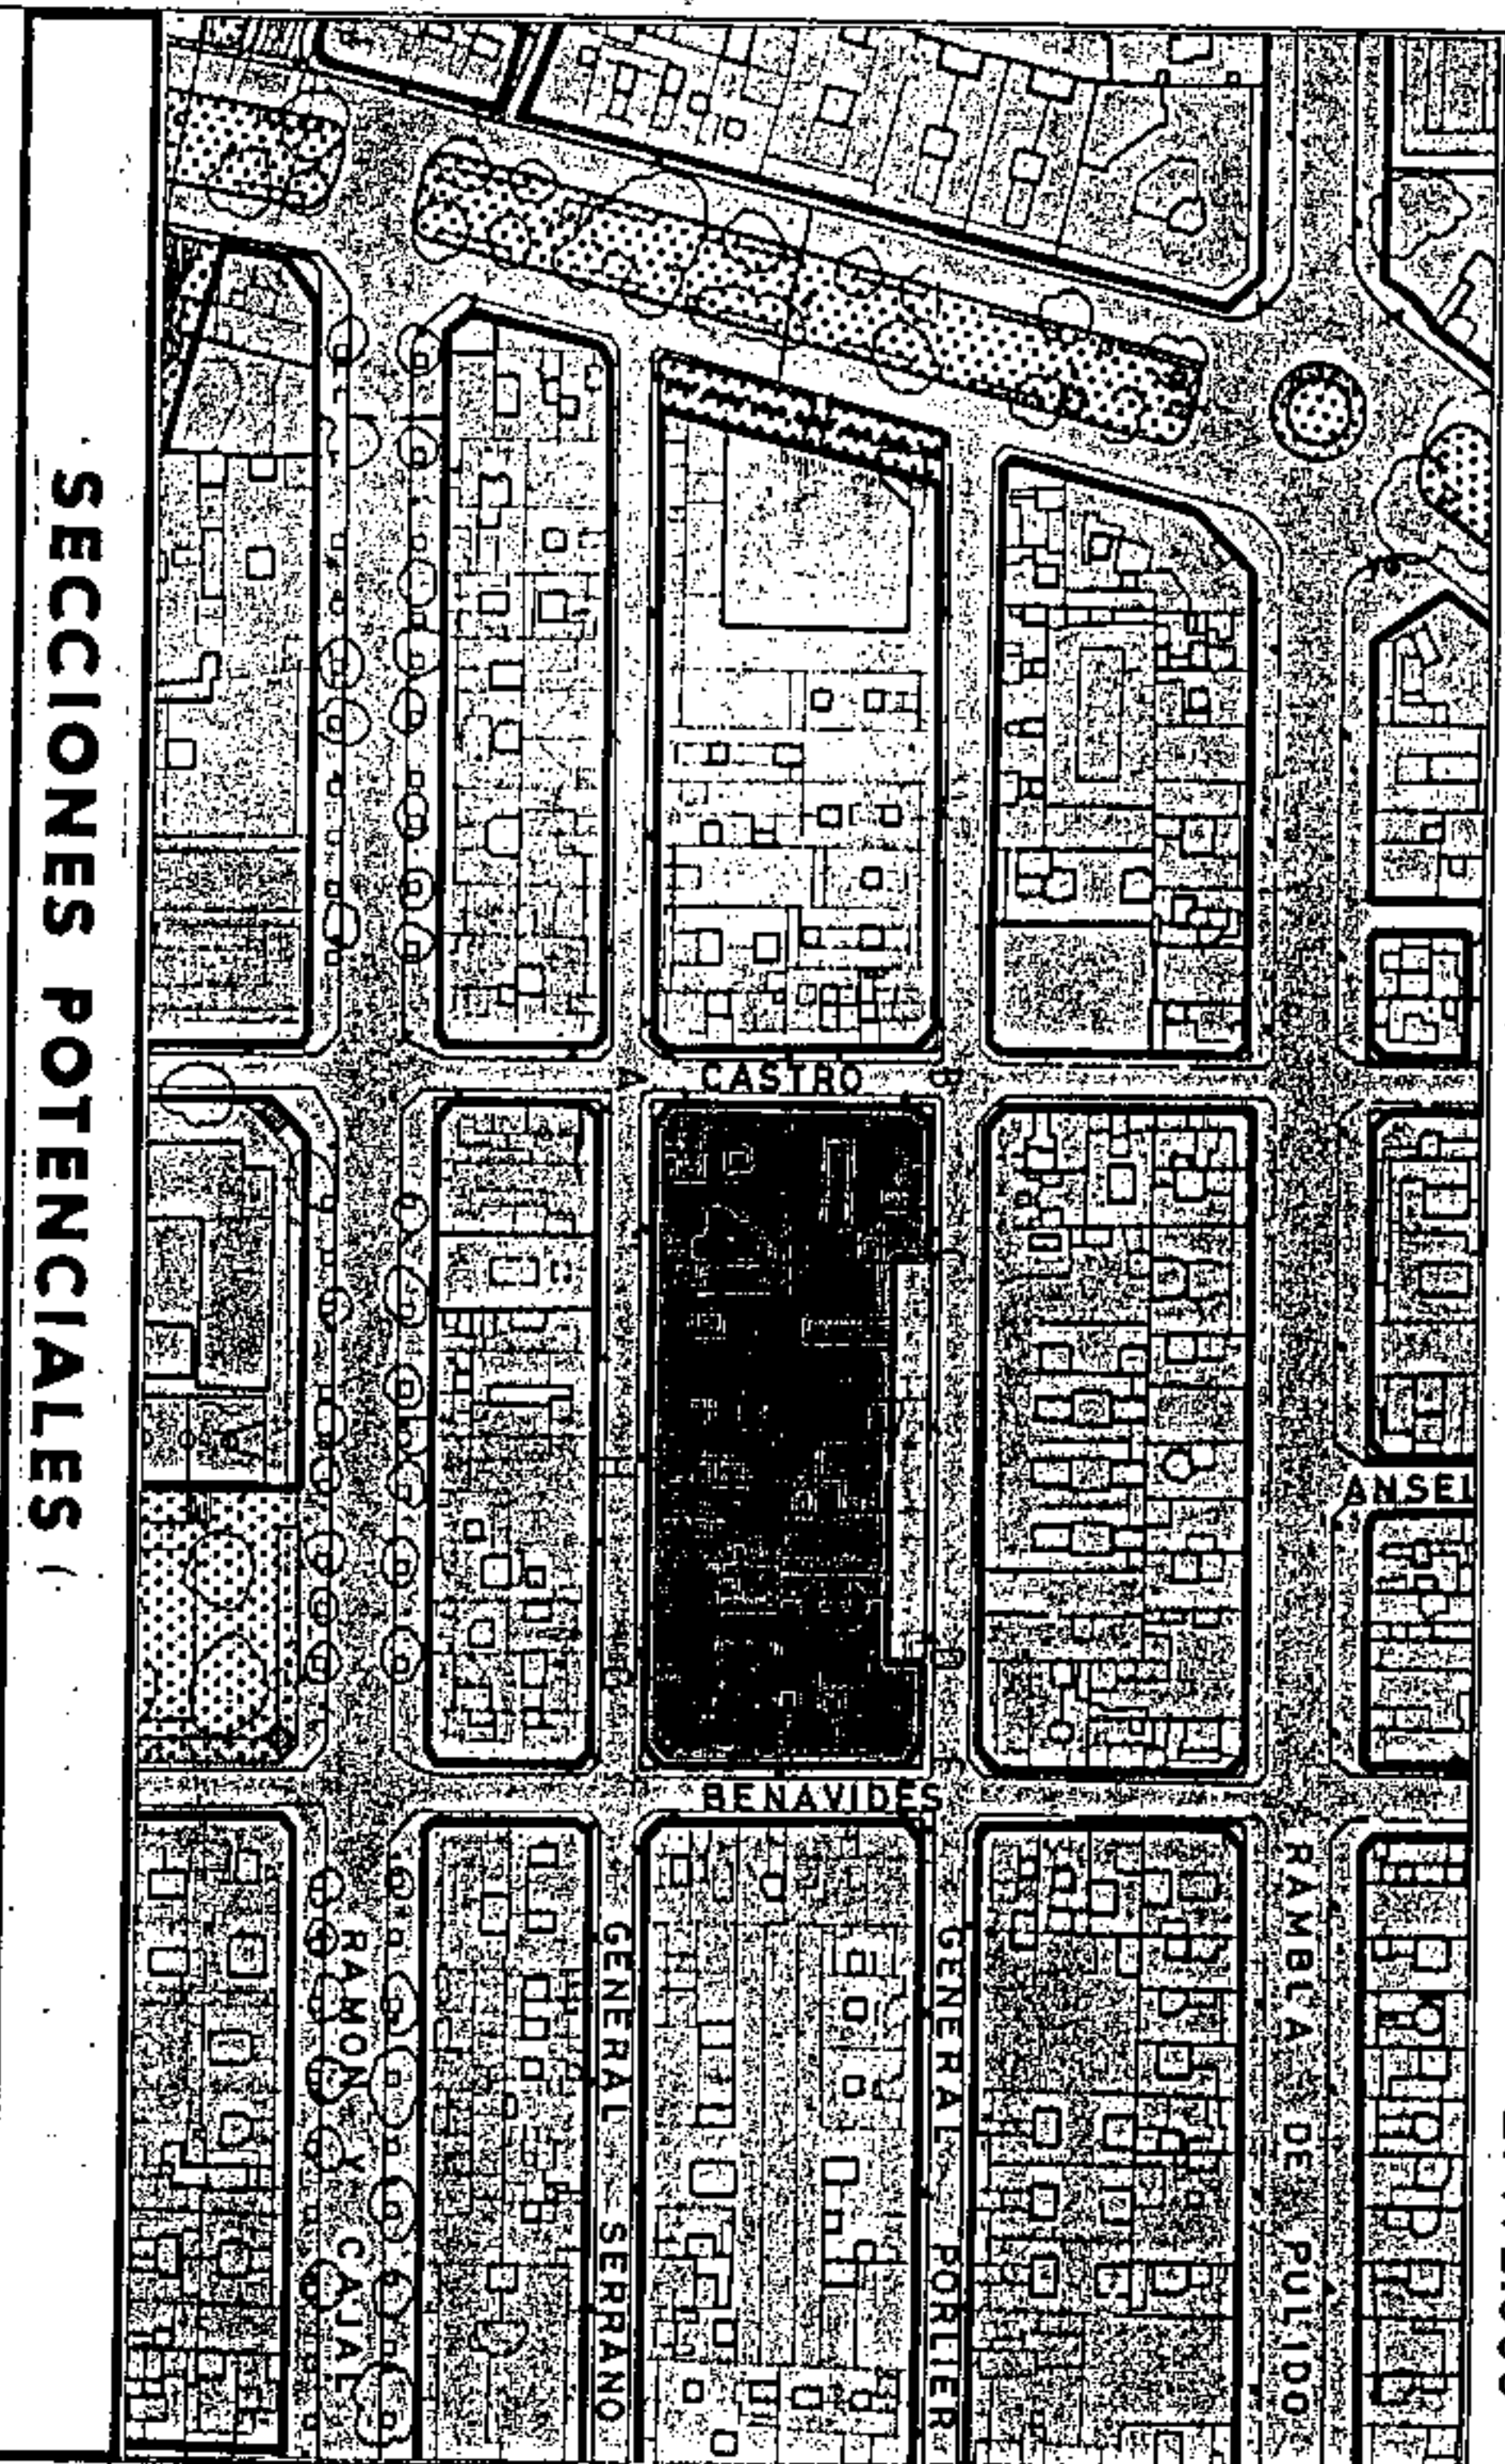 SECCIONES POTENCIALES (
CASTRO
A
B
C
D
ANSEL
BENAVIDES
RAMON Y CAJAL
GENERAL SERRANO
GENERAL PORLIER
RAMBLA DE PULIDO